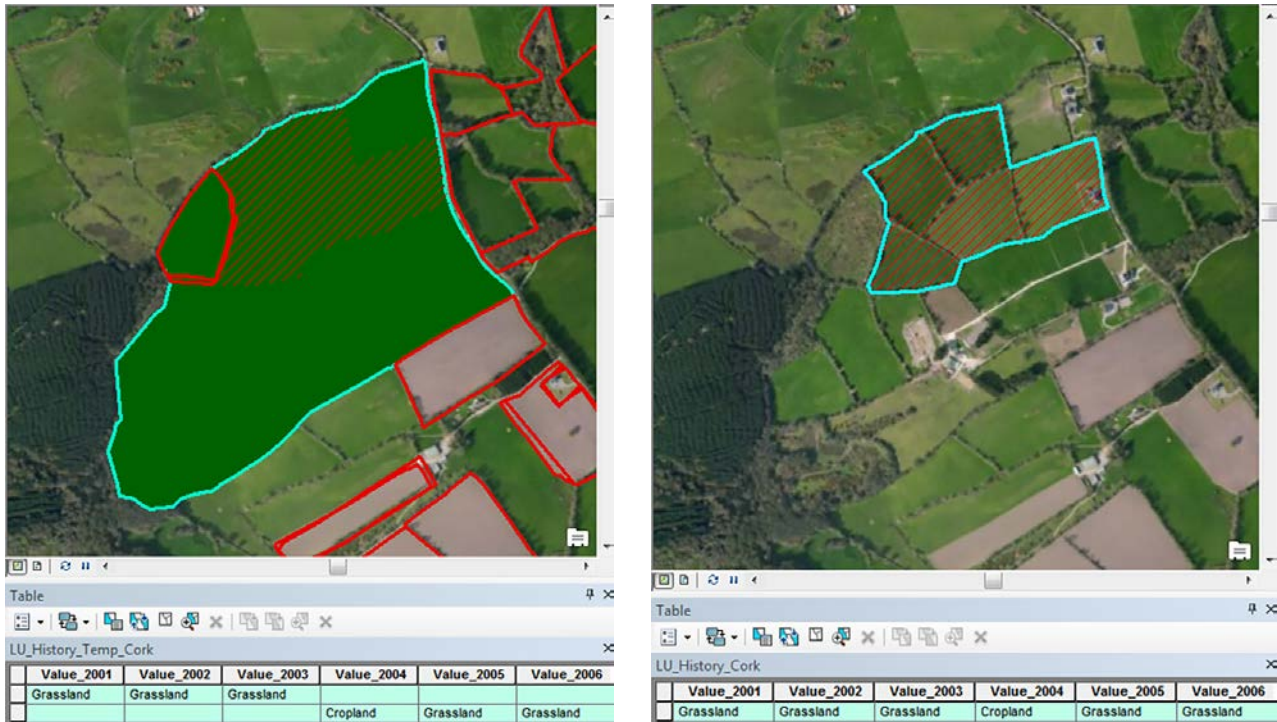 Table
LU_History_Temp_Cork
Value_2001 Value_2002 Value_2003 Value_2004 Value_2005 Value_2006
Grassland Grassland Grassland
Cropland Grassland Grassland
Table
LU_History_Cork
Value_2001 Value_2002 Value_2003 Value_2004 Value_2005 Value_2006
Grassland Grassland Grassland Cropland Grassland Grassland